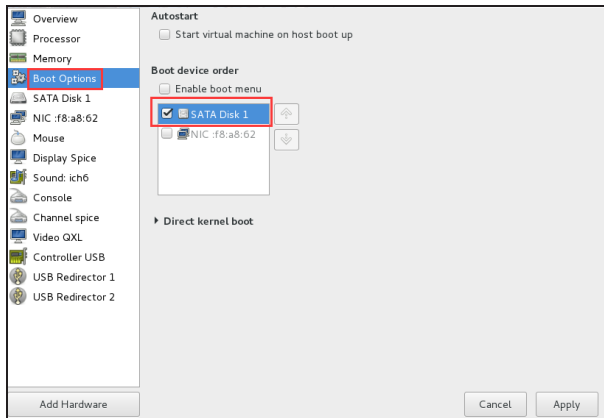 Overview
Processor
Memory
Boot Options
SATA Disk 1
NIC :f8:a8:62
Mouse
Display Spice
Sound: ich6
Console
Channel spice
Video QXL
Controller USB
USB Redirector 1
USB Redirector 2
Add Hardware
Autostart
Start virtual machine on host boot up
Boot device order
Enable boot menu
SATA Disk 1
NIC :f8:a8:62
Direct kernel boot
Cancel
Apply